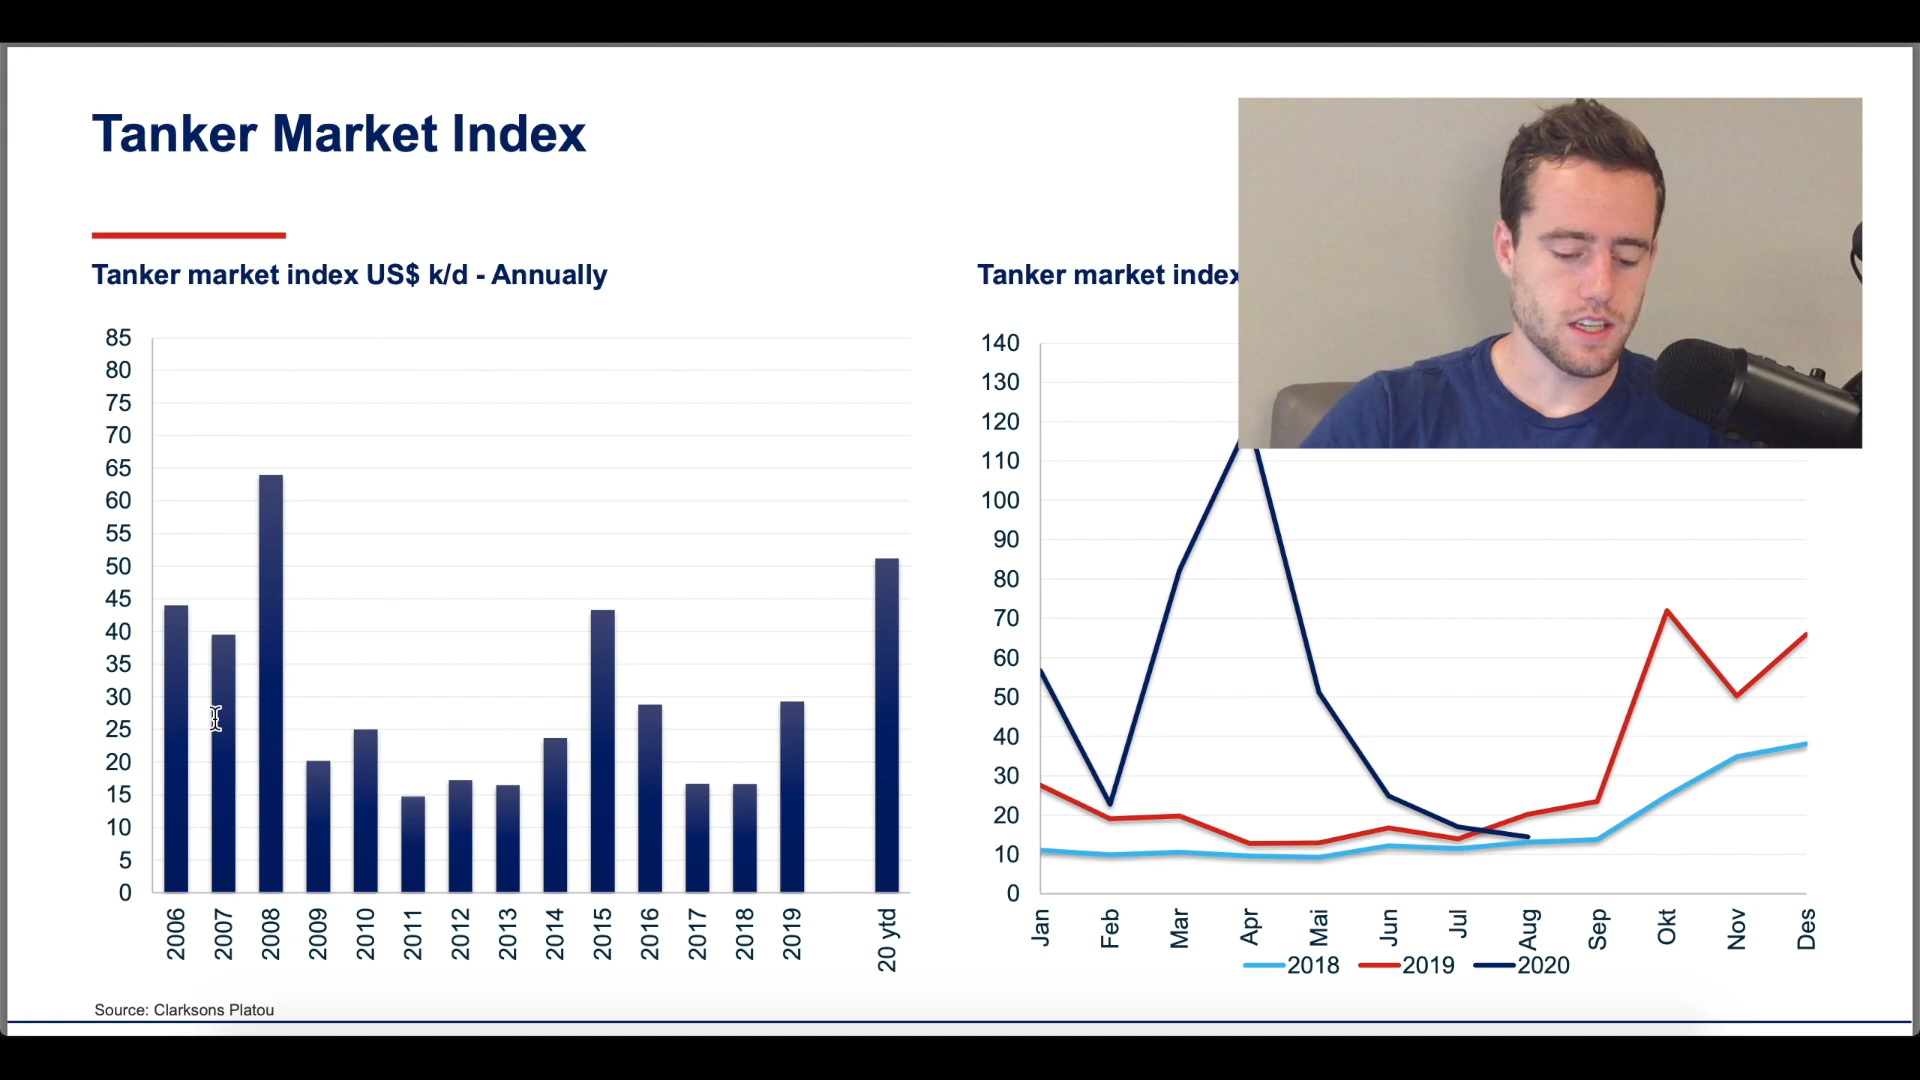 Tanker Market Index
Tanker market index US$ k/d - Annually
85
80
75
70
65
60
55
50
45
40
35
30
25
20
15
10
5
0
2006
2007
2008
2009
2010
2011
2012
2013
2014
2015
2016
2017
2018
2019
20 ytd
Tanker market index
140
130
120
110
100
90
80
70
60
50
40
30
20
10
0
Jan
Feb
Mar
Apr
Mai
Jun
Jul
Aug
Sep
Okt
Nov
Des
2018 2019 2020
Source: Clarksons Platou